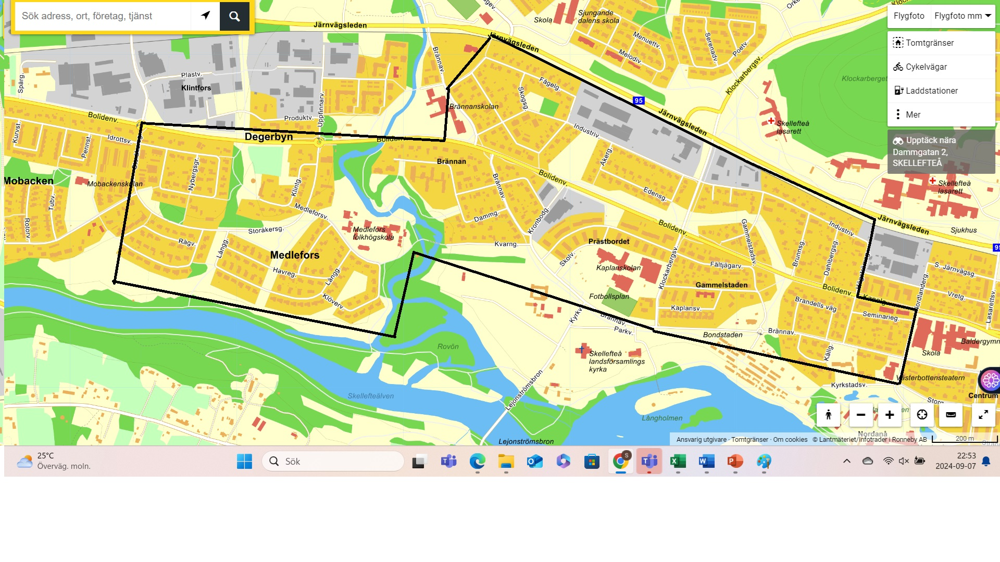 Sök adress, ort, företag, tjänst
Järnvägsleden
Skola
Sjungande
dalens skola
Flygfoto
Flygfoto mm
Järnvägsleden
Menuettv.
Melodiv.
Serenadv.
Poetv.
Klockarbergsv.
Klockarberget
Tomtgränser
Cykelvägar
Laddstationer
Mer
Upptäck nära
Dammgatan 2,
SKELLEFTEÅ
Spårg.
Plastv.
Klintfors
Brännav.
Fågelg.
Skogsg.
Brännanskolan
95
Järnvägsleden
Skellefteå
lasarett
Bolidenv.
Produktv.
Uppfinnarv.
Industriv.
Kunvst.
Idrottsv.
Pennst.
Degerbyn
Bolidenv.
Brännan
Åkerg.
Bolidenv.
Edensg.
Mobacken
Mobackenskolan
Nybergsgr.
Klintg.
Brännav.
Skellefteå
lasarett
Tubv.
Rotorv.
Medleforsv.
Dammg.
Kronbodg.
Bolidenv.
Gammelstadsv.
Industriv.
Järnvägsleden
Sjukhus
Storåkersg.
Medlefors
folkhögskola
Rågv.
Långg.
Kvarng.
Prästbordet
95
Medlefors
Havreg.
Långg.
Klöverv.
Skolv.
Kaplanskolan
Klockarbergsv.
Fältjägarv.
Brunnsg.
Dahlbergsg.
S. Järnvägsg.
Gammelstaden
Bolidenv.
Kanalg.
Nordlanderg.
Vretg.
Lasarettsv.
Fotbollsplan
Kaplansv.
Brandells väg
Seminarieg.
Kyrkv.
Brännav.
Parkv.
Bondstaden
Brännav.
Källg.
Baldergymn
Skola
Rovön
Skellefteå
landsförsamlings
kyrka
Västerbottensteatern
Kyrkstadsv.
Centrum
Storg.
Skellefteälven
Lejonströmsbron
Långholmen
Nordanå
Lejonströmsbron
Ansvarig utgivare · Tomtgränser · Om cookies © Lantmäteriet/Infotrader i Ronneby AB
200 m
25°C
Överväg. moln.
Sök
22:53
2024-09-07